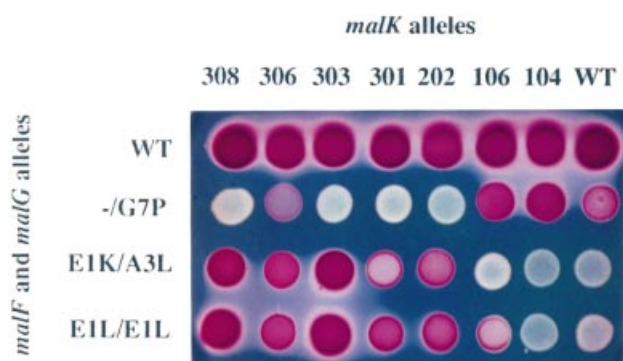 malK alleles
308 306 303 301 202 106 104 WT
malF and malG alleles
WT
-/G7P
E1K/A3L
E1L/E1L